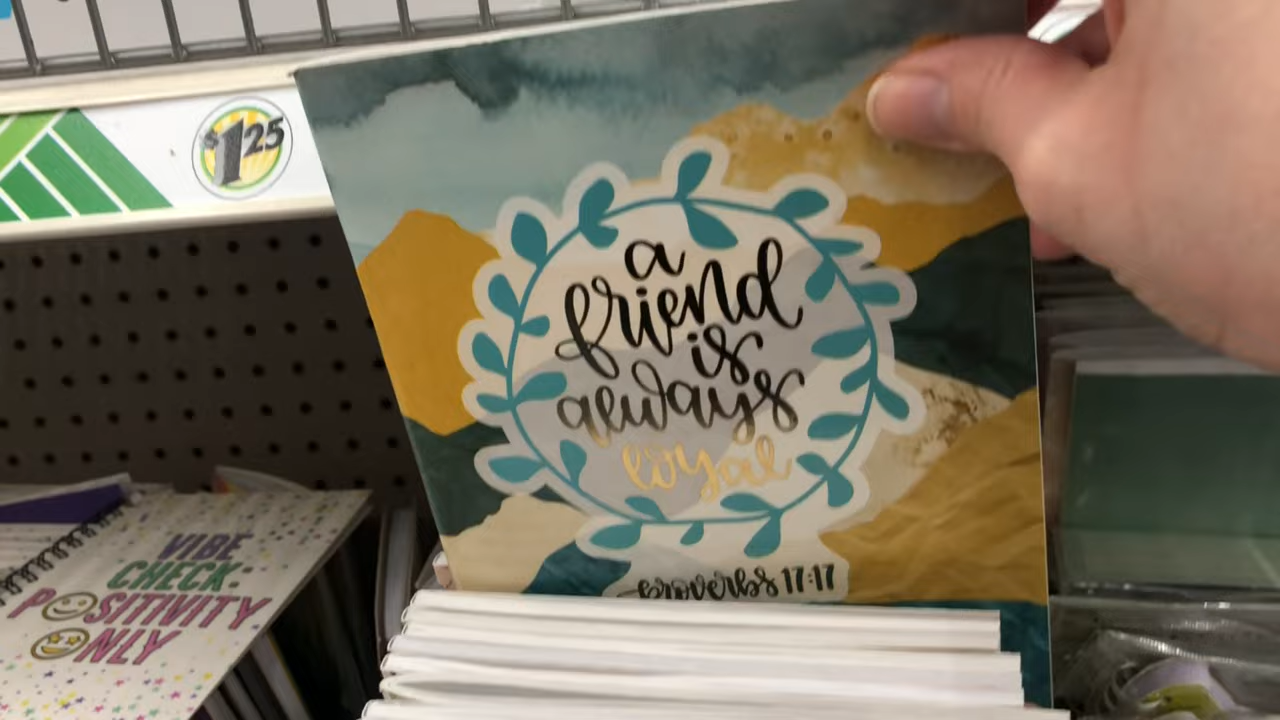 $1.25
a
friend
is
always
loyal
proverbs 17:17
VIBE
CHECK:
POSITIVITY
ONLY